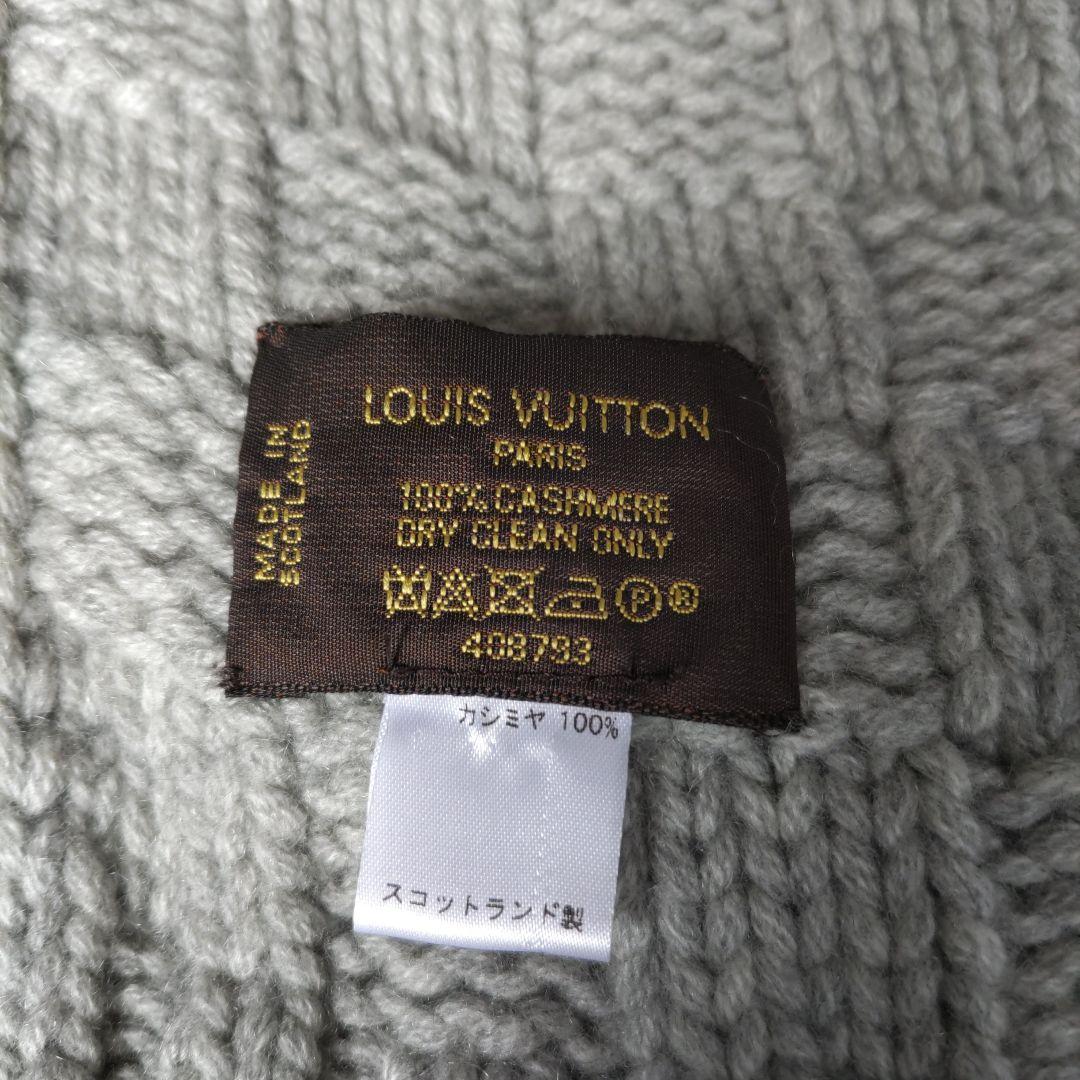 LOUIS VUITTON
PARIS
100% CASHMERE
DRY CLEAN ONLY
P ®
408793
MADE IN
SCOTLAND
カシミヤ 100%
スコットランド製